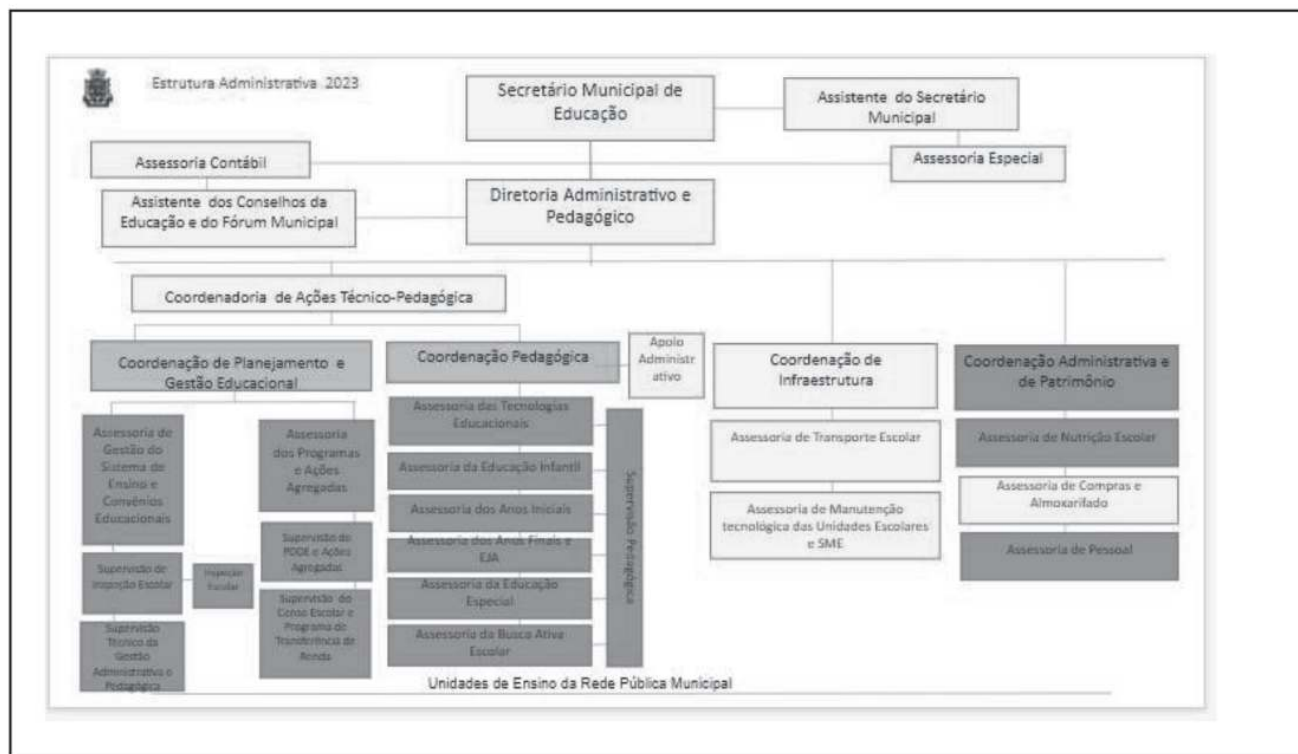 Estrutura Administrativa 2023
Secretário Municipal de
Educação
Assistente do Secretário
Municipal
Assessoria Contábil
Assessoria Especial
Assistente dos Conselhos da
Educação e do Fórum Municipal
Diretoria Administrativo e
Pedagógico
Coordenadoria de Ações Técnico-Pedagógica
Coordenação de Planejamento e
Gestão Educacional
Coordenação Pedagógica
Apoio
Administr
ativo
Coordenação de
Infraestrutura
Coordenação Administrativa e
de Patrimônio
Assessoria de
Gestão do
Sistema de
Ensino e
Convênios
Educacionais
Supervisão de
Inspeção Escolar
Inspeção
Escolar
Supervisão
Técnico da
Gestão
Administrativa e
Pedagógica
Assessoria
dos Programas
e Ações
Agregadas
Supervisão do
PDDE e Ações
Agregadas
Supervisão do
Censo Escolar e
Programa de
Transferência de
Renda
Assessoria das Tecnologias
Educacionais
Assessoria da Educação Infantil
Assessoria dos Anos Iniciais
Assessoria dos Anos Finais e
EJA
Assessoria da Educação
Especial
Assessoria da Busca Ativa
Escolar
Supervisão Pedagógica
Assessoria de Transporte Escolar
Assessoria de Manutenção
tecnológica das Unidades Escolares
e SME
Assessoria de Nutrição Escolar
Assessoria de Compras e
Almoxarifado
Assessoria de Pessoal
Unidades de Ensino da Rede Pública Municipal